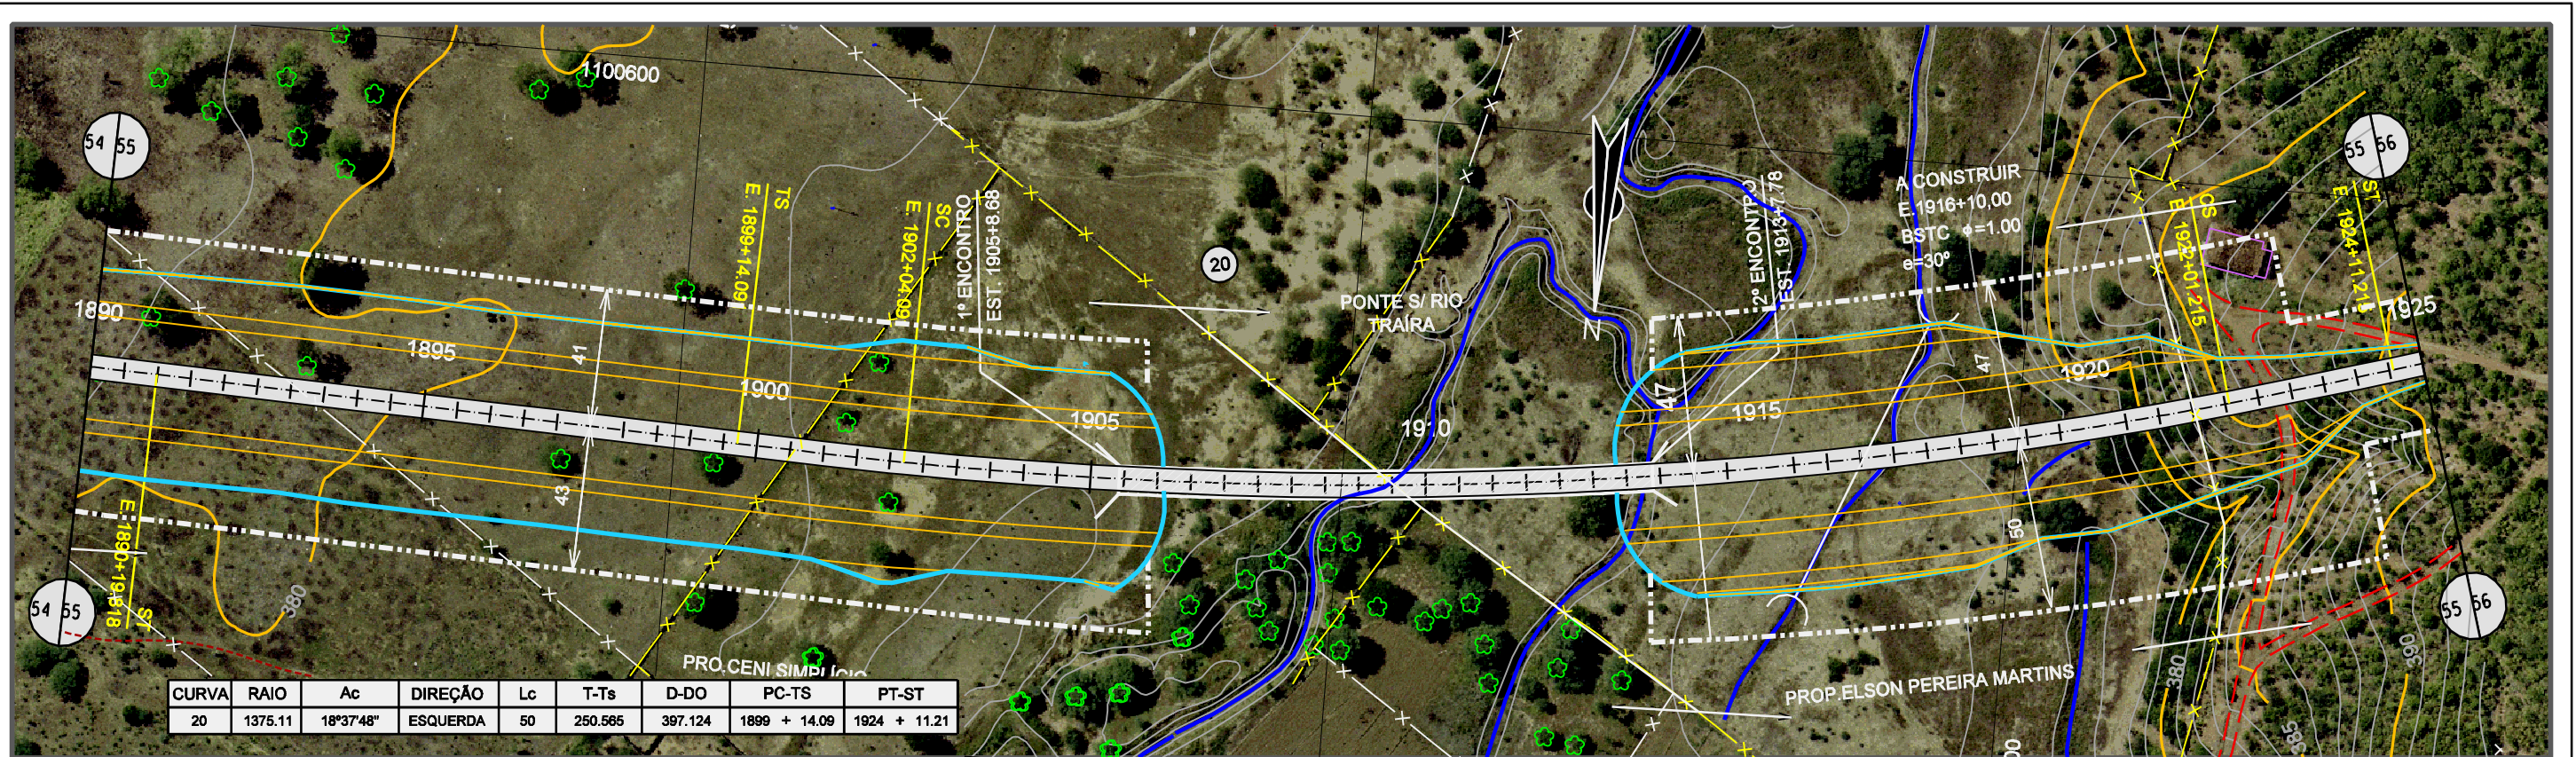 1100600
54 55
55 56
TS
E. 1899+14.09
SC
E. 1902+04.09
1º ENCONTRO
EST. 1905+8.68
20
PONTE S/ RIO
TRAÍRA
N
2º ENCONTRO
EST. 1913+7.78
A CONSTRUIR
E.1916+10,00
BSTC ø=1.00
e=30º
CS
E. 1922+01.215
ST
E. 1924+11.213
1890
1895
1900
1905
1910
1915
1920
1925
41
43
47
47
50
E. 1890+19.818
ST
380
54 55
55 56
PRO.CENI SIMPLÍCIO
PROP.ELSON PEREIRA MARTINS
380
390
385
CURVA RAIO Ac DIREÇÃO Lc T-Ts D-DO PC-TS PT-ST
20 1375.11 18º37'48" ESQUERDA 50 250.565 397.124 1899 + 14.09 1924 + 11.21